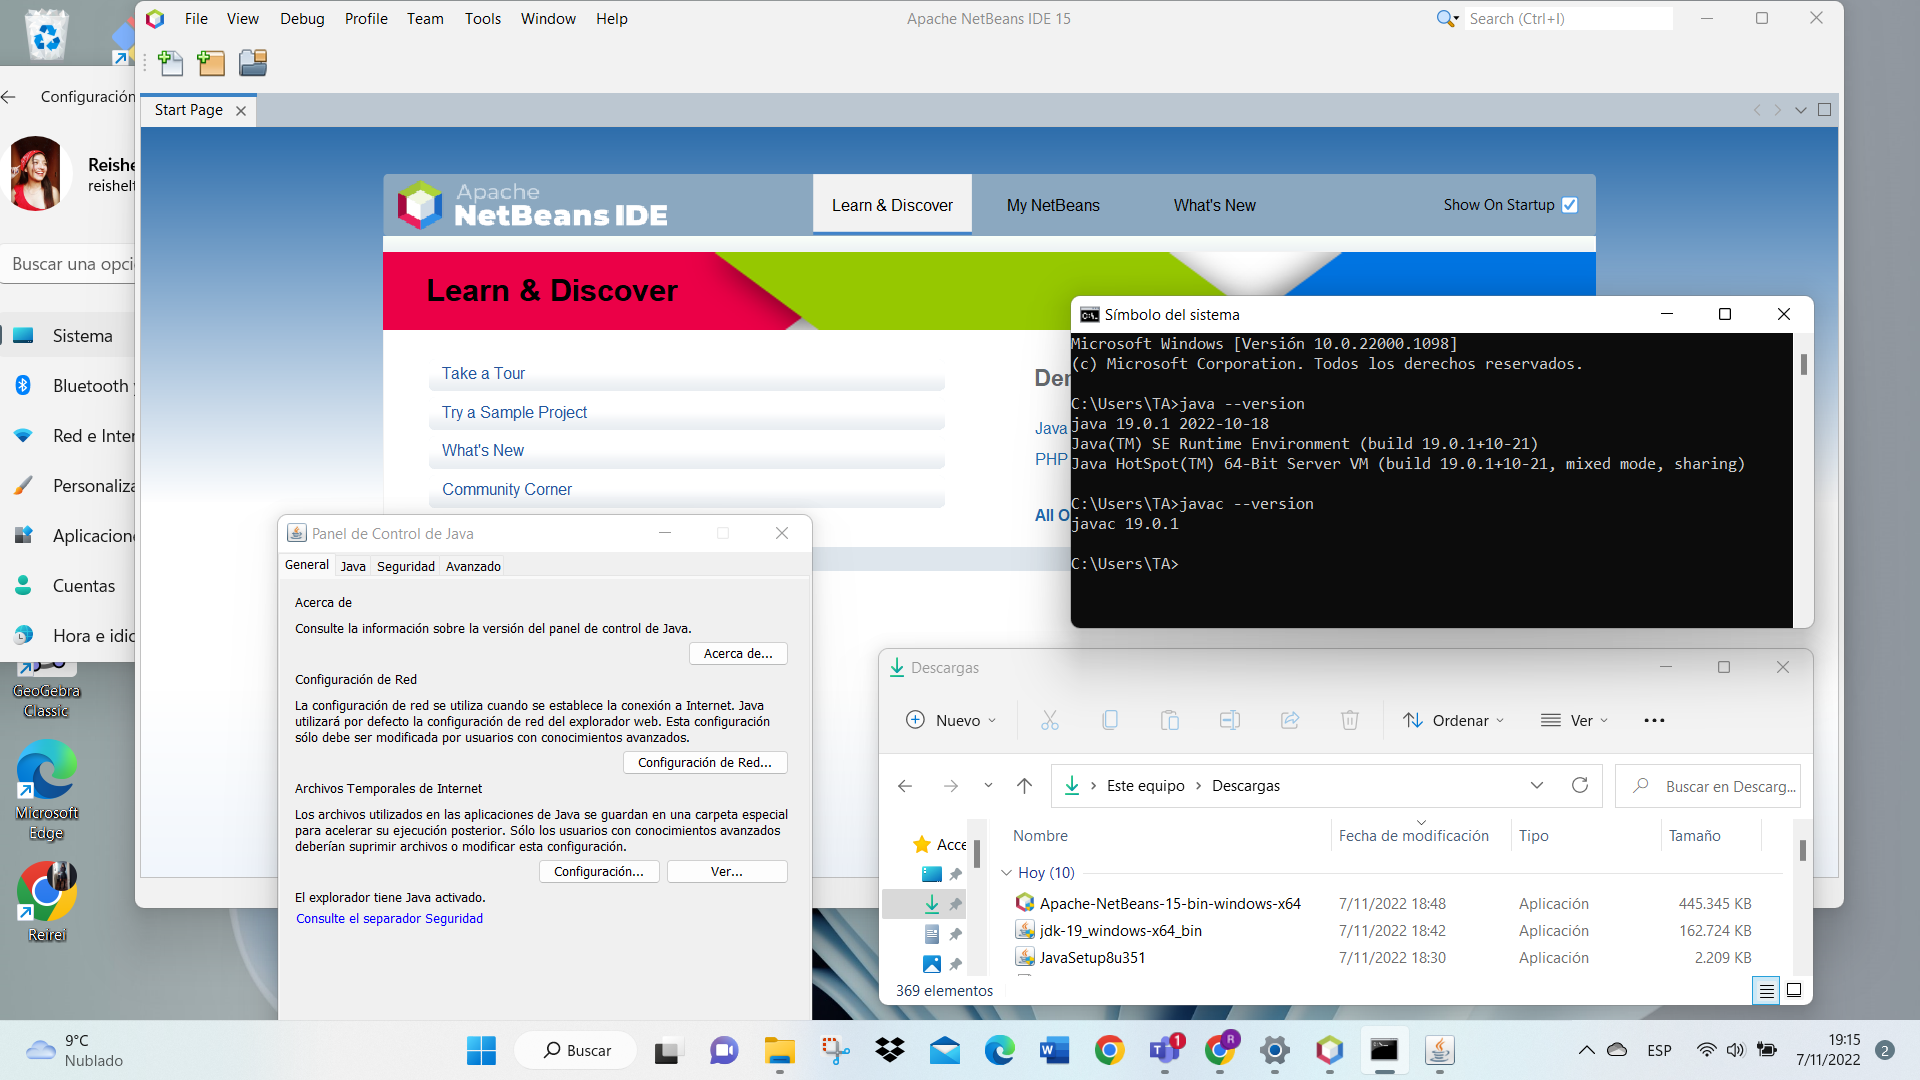 File View Debug Profile Team Tools Window Help
Apache NetBeans IDE 15
Search (Ctrl+I)
Configuración
Start Page
Reishe
reishelt
Apache
NetBeans IDE
Learn & Discover
My NetBeans
What's New
Show On Startup
Buscar una opci
Learn & Discover
Sistema
Bluetooth y
Red e Inter
Personaliza
Aplicacione
Cuentas
Hora e idio
Take a Tour
Try a Sample Project
What's New
Community Corner
Der
Java
PHP
All O
Símbolo del sistema
Microsoft Windows [Versión 10.0.22000.1098]
(c) Microsoft Corporation. Todos los derechos reservados.
C:\Users\TA>java --version
java 19.0.1 2022-10-18
Java(TM) SE Runtime Environment (build 19.0.1+10-21)
Java HotSpot(TM) 64-Bit Server VM (build 19.0.1+10-21, mixed mode, sharing)
C:\Users\TA>javac --version
javac 19.0.1
C:\Users\TA>
Panel de Control de Java
General Java Seguridad Avanzado
Acerca de
Consulte la información sobre la versión del panel de control de Java.
Acerca de...
Configuración de Red
La configuración de red se utiliza cuando se establece la conexión a Internet. Java
utilizará por defecto la configuración de red del explorador web. Esta configuración
sólo debe ser modificada por usuarios con conocimientos avanzados.
Configuración de Red...
Archivos Temporales de Internet
Los archivos utilizados en las aplicaciones de Java se guardan en una carpeta especial
para acelerar su ejecución posterior. Sólo los usuarios con conocimientos avanzados
deberían suprimir archivos o modificar esta configuración.
Configuración... Ver...
El explorador tiene Java activado.
Consulte el separador Seguridad
Descargas
Nuevo Ordenar Ver
Este equipo > Descargas
Buscar en Descarg...
Acce
Nombre Fecha de modificación Tipo Tamaño
Hoy (10)
Apache-NetBeans-15-bin-windows-x64 7/11/2022 18:48 Aplicación 445.345 KB
jdk-19_windows-x64_bin 7/11/2022 18:42 Aplicación 162.724 KB
JavaSetup8u351 7/11/2022 18:30 Aplicación 2.209 KB
369 elementos
GeoGebra
Classic
Microsoft
Edge
Reirei
9°C
Nublado
Buscar
1
R
ESP
19:15
7/11/2022
2